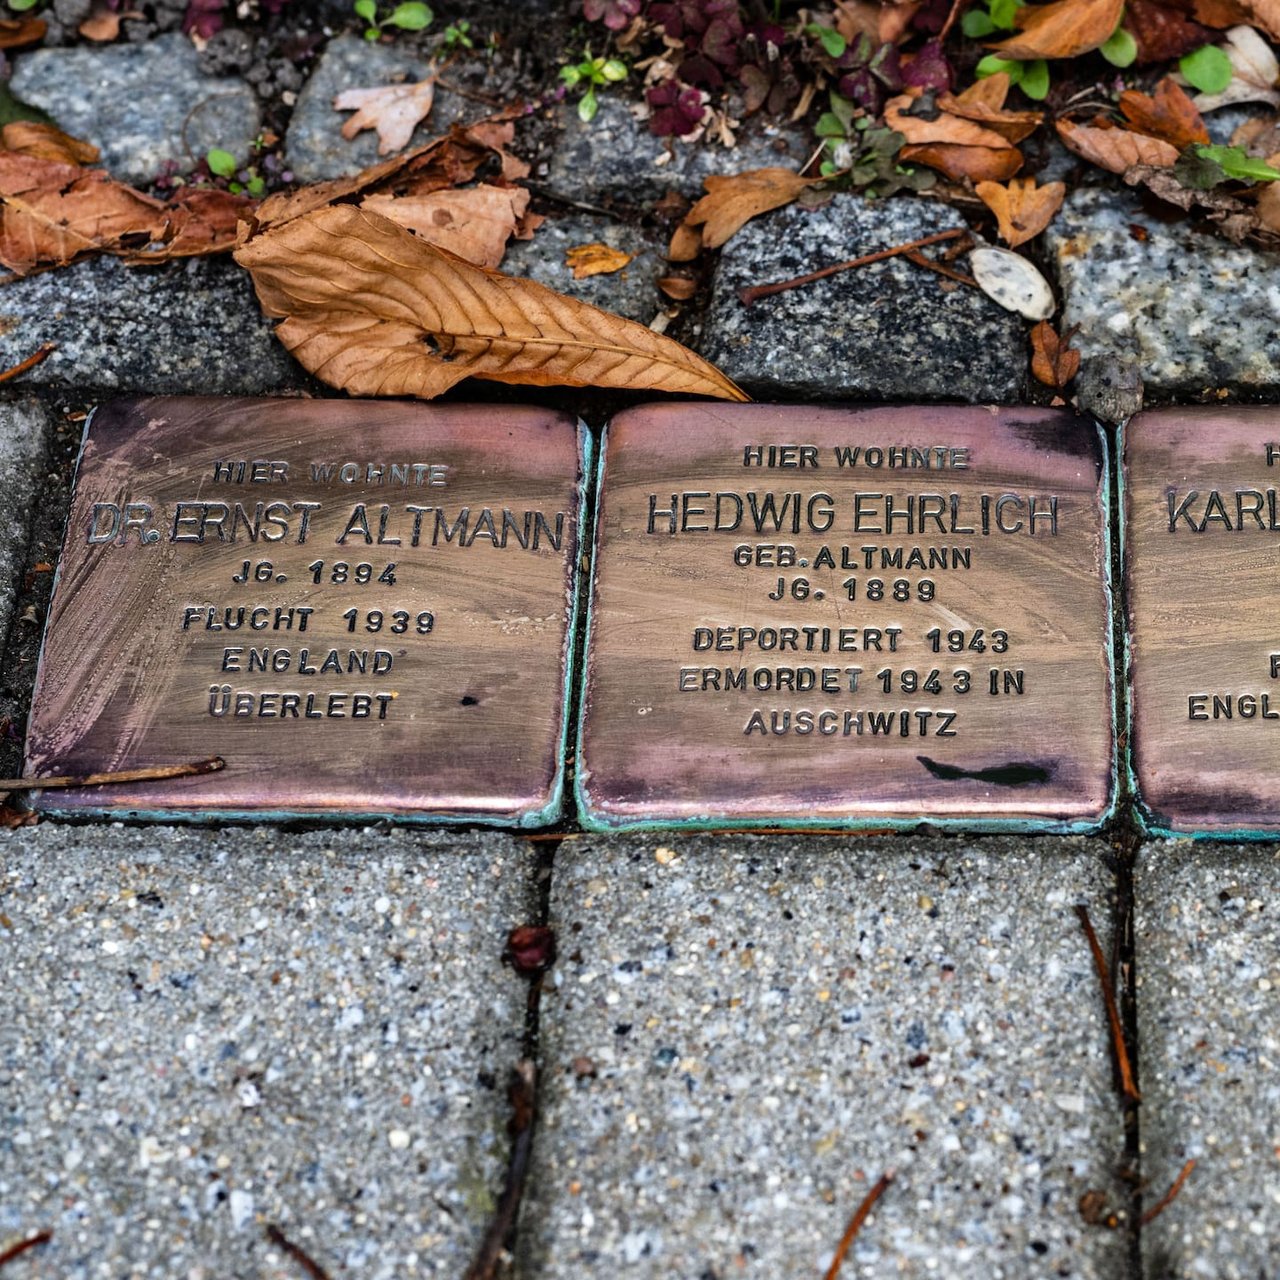 HIER WOHNTE
DR. ERNST ALTMANN
JG. 1894
FLUCHT 1939
ENGLAND
ÜBERLEBT
HIER WOHNTE
HEDWIG EHRLICH
GEB. ALTMANN
JG. 1889
DEPORTIERT 1943
ERMORDET 1943 IN
AUSCHWITZ